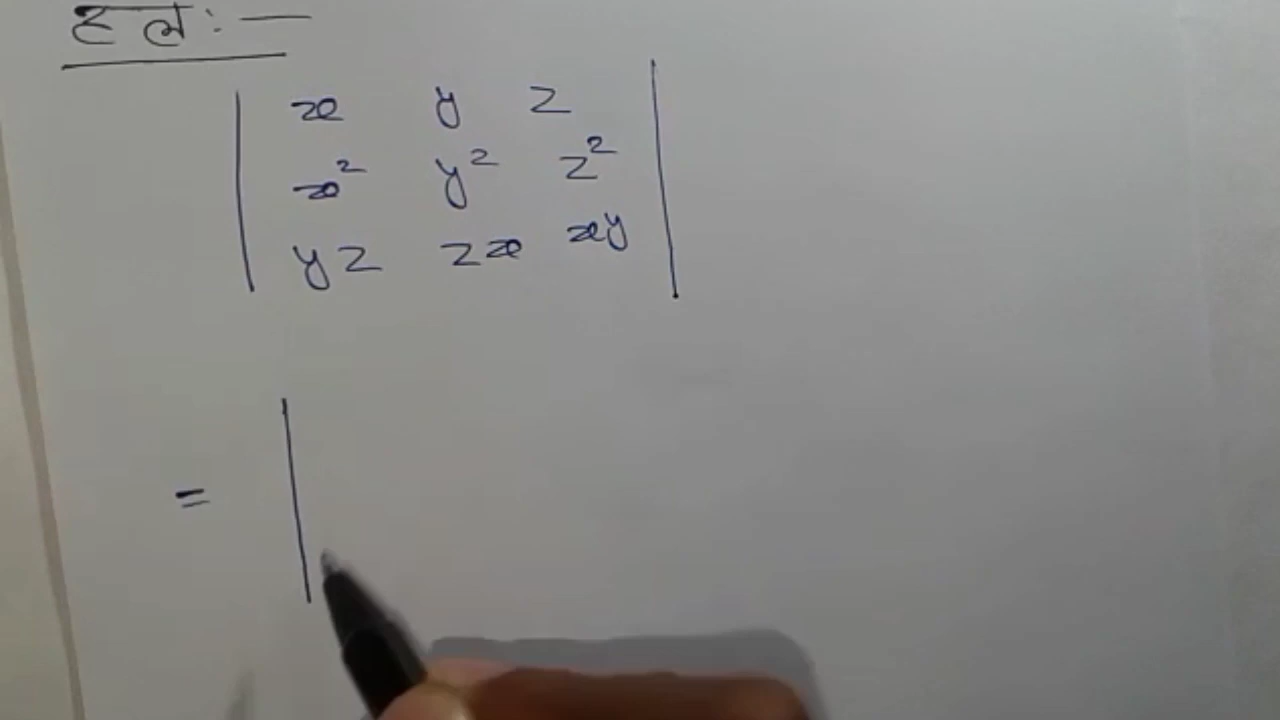 हल:—
| x y z |
| x² y² z² |
| yz zx xy |
= |